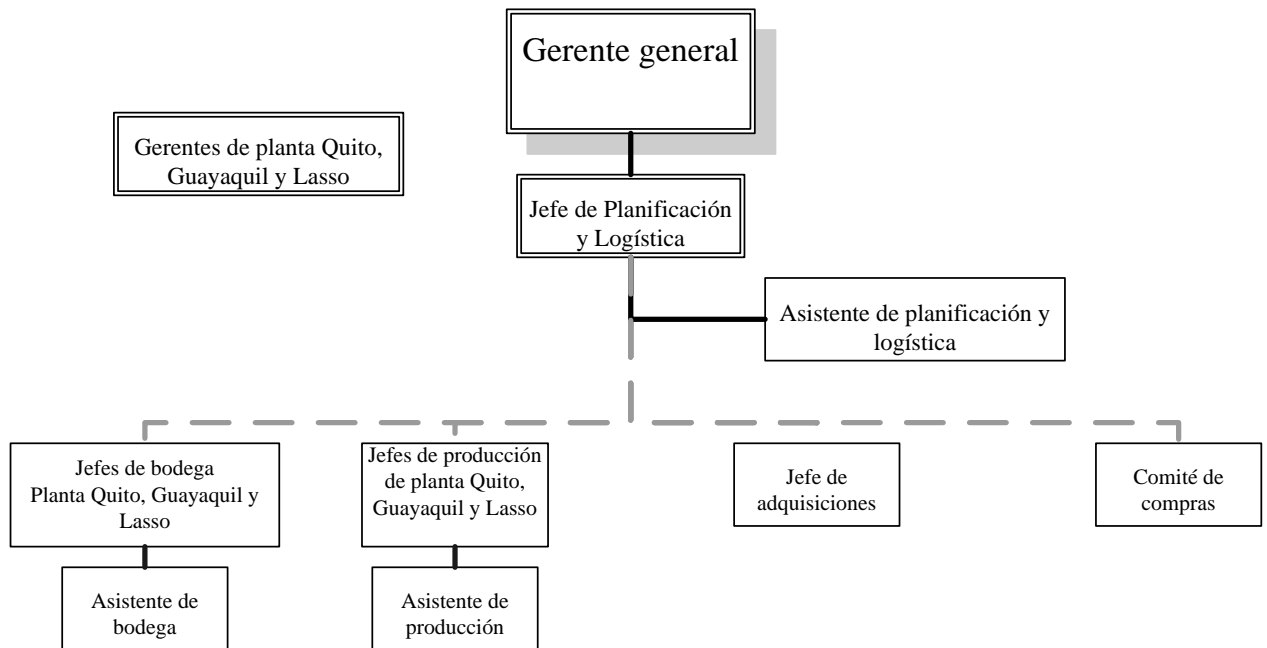 Gerente general
Gerentes de planta Quito,
Guayaquil y Lasso
Jefe de Planificación
y Logística
Asistente de planificación y
logística
Jefes de bodega
Planta Quito, Guayaquil y
Lasso
Jefes de producción
de planta Quito,
Guayaquil y Lasso
Jefe de
adquisiciones
Comité de
compras
Asistente de
bodega
Asistente de
producción